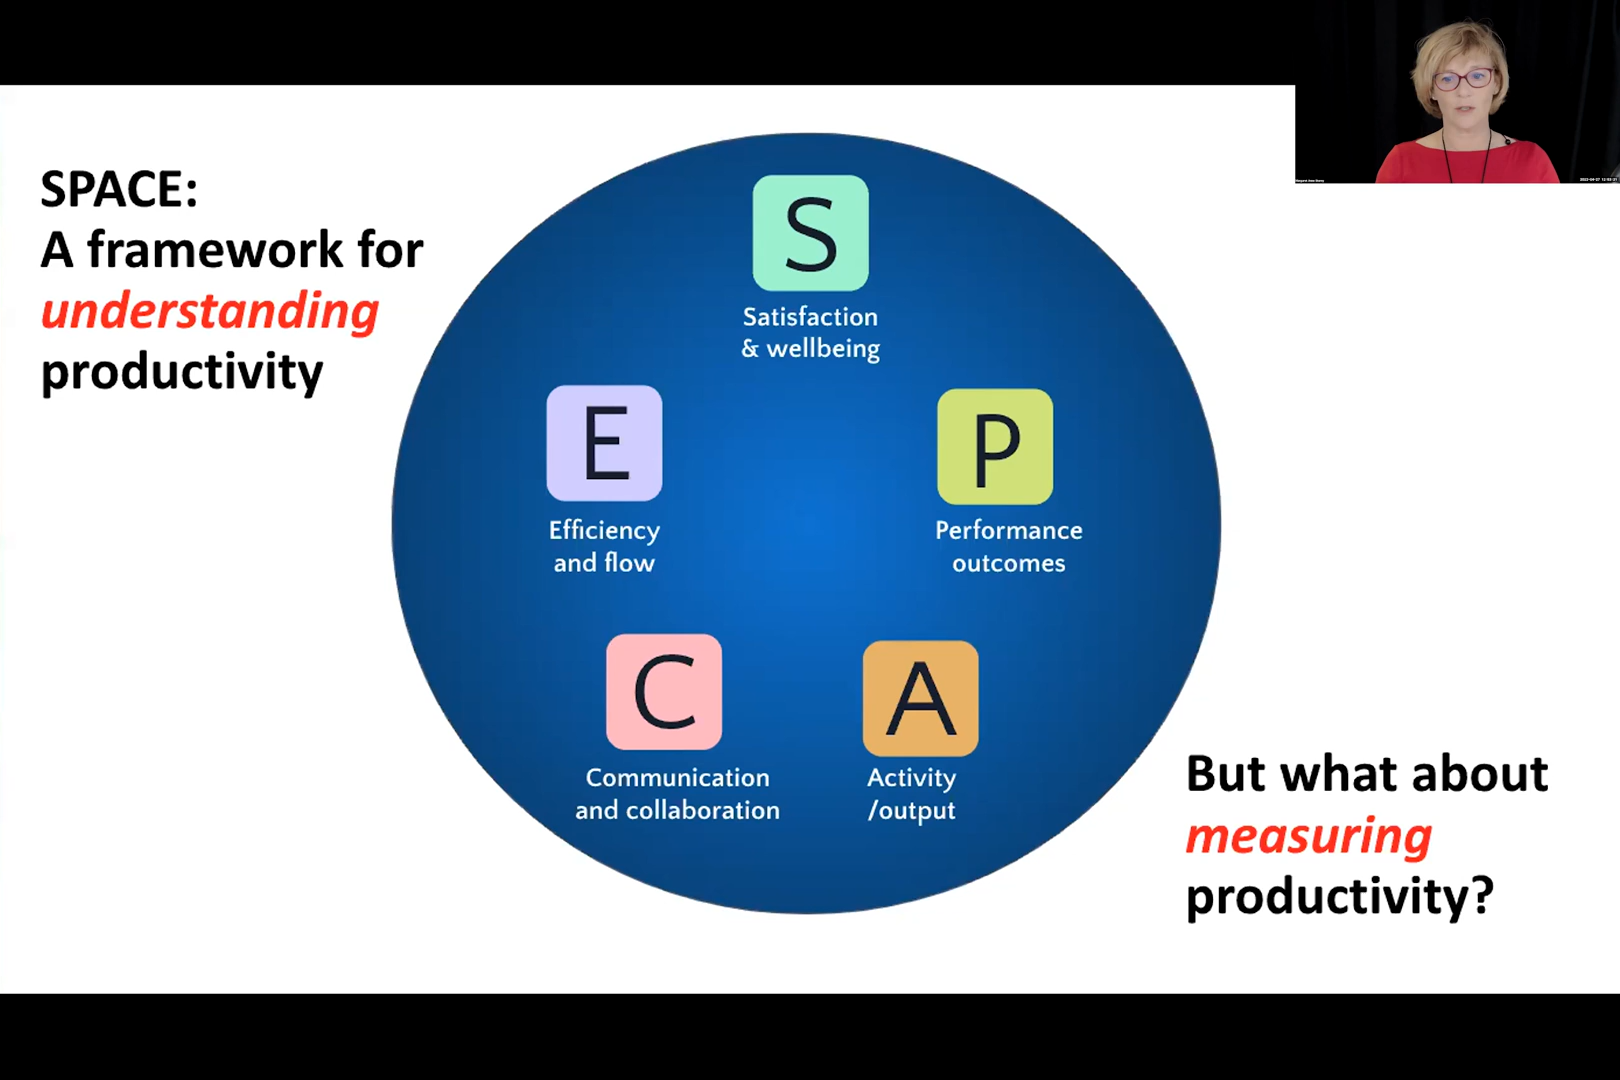 SPACE:
A framework for
understanding
productivity
S
Satisfaction
& wellbeing
E
Efficiency
and flow
P
Performance
outcomes
C
Communication
and collaboration
A
Activity
/output
But what about
measuring
productivity?